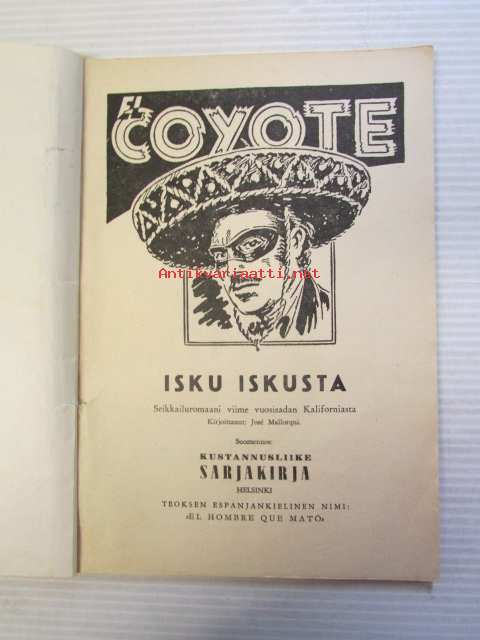 El
COYOTE
Antikvariaatti.net
ISKU ISKUSTA
Seikkailuromaani viime vuosisadan Kaliforniasta
Kirjoittanut: José Mallorqui.
Suomennos:
KUSTANNUSLIIKE
SARJAKIRJA
HELSINKI
TEOKSEN ESPANJANKIELINEN NIMI:
»EL HOMBRE QUE MATÓ»